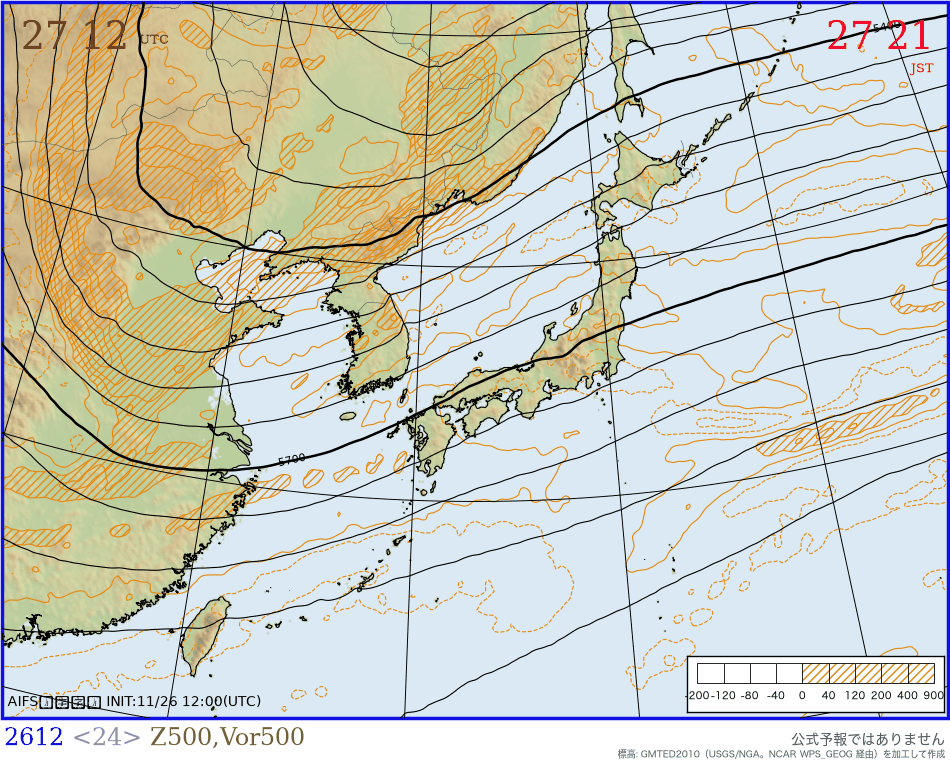 27 12 UTC
27 21
JST
5400
5700
-200 -120 -80 -40 0 40 120 200 400 900
AIFS INIT:11/26 12:00(UTC)
2612 <24> Z500,Vor500
公式予報ではありません
標高: GMTED2010（USGS/NGA。NCAR WPS_GEOG 経由）を加工して作成